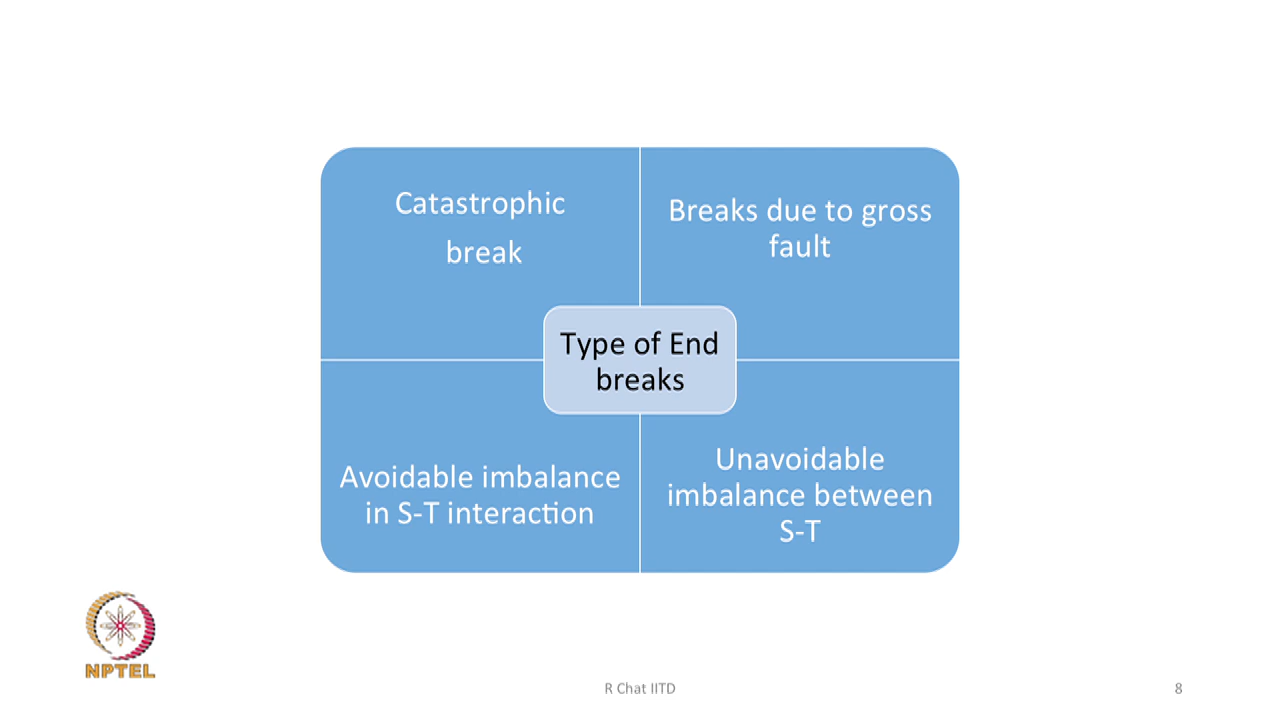 Catastrophic
break
Breaks due to gross
fault
Type of End
breaks
Avoidable imbalance
in S-T interaction
Unavoidable
imbalance between
S-T
NPTEL
R Chat IITD
8